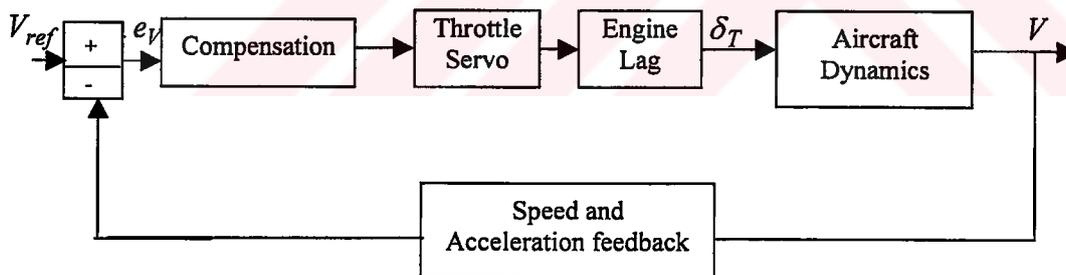 V_ref
+
-
e_V
Compensation
Throttle
Servo
Engine
Lag
δ_T
Aircraft
Dynamics
V
Speed and
Acceleration feedback